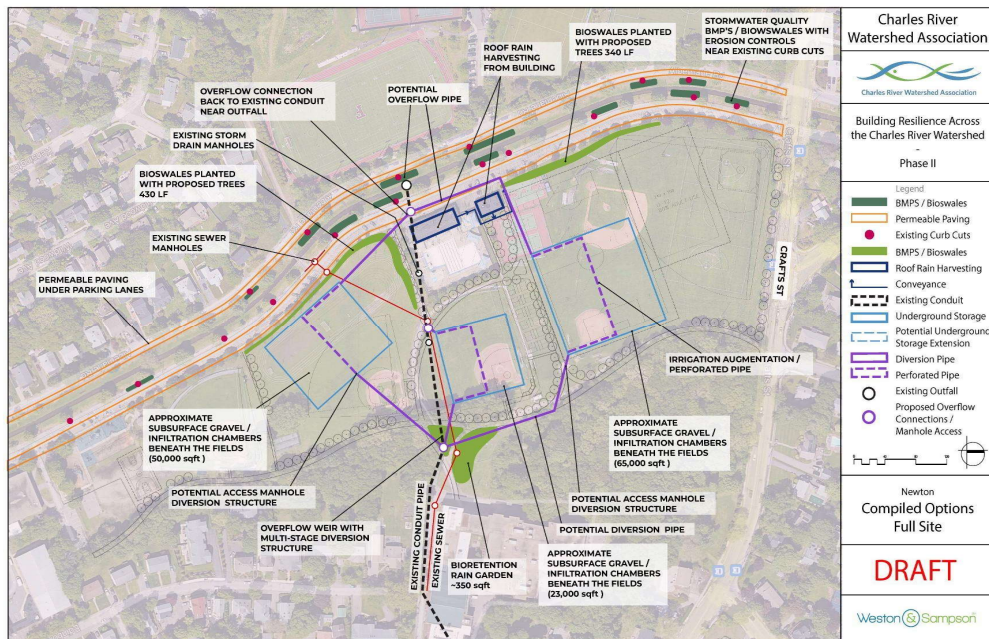 BIOSWALES PLANTED
WITH PROPOSED
TREES 340 LF
STORMWATER QUALITY
BMP'S / BIOWSWALES WITH
EROSION CONTROLS
NEAR EXISTING CURB CUTS
ROOF RAIN
HARVESTING
FROM BUILDING
POTENTIAL
OVERFLOW PIPE
OVERFLOW CONNECTION
BACK TO EXISTING CONDUIT
NEAR OUTFALL
EXISTING STORM
DRAIN MANHOLES
BIOSWALES PLANTED
WITH PROPOSED TREES
430 LF
EXISTING SEWER
MANHOLES
PERMEABLE PAVING
UNDER PARKING LANES
CRAFTS ST
IRRIGATION AUGMENTATION /
PERFORATED PIPE
APPROXIMATE
SUBSURFACE GRAVEL /
INFILTRATION CHAMBERS
BENEATH THE FIELDS
(50,000 sqft )
APPROXIMATE
SUBSURFACE GRAVEL /
INFILTRATION CHAMBERS
BENEATH THE FIELDS
(65,000 sqft )
POTENTIAL ACCESS MANHOLE
DIVERSION STRUCTURE
POTENTIAL ACCESS MANHOLE
DIVERSION STRUCTURE
OVERFLOW WEIR WITH
MULTI-STAGE DIVERSION
STRUCTURE
POTENTIAL DIVERSION PIPE
EXISTING CONDUIT PIPE
EXISTING SEWER
BIORETENTION
RAIN GARDEN
~350 sqft
APPROXIMATE
SUBSURFACE GRAVEL /
INFILTRATION CHAMBERS
BENEATH THE FIELDS
(23,000 sqft )
Charles River
Watershed Association
Charles River Watershed Association
Building Resilience Across
the Charles River Watershed
-
Phase II
Legend
BMPS / Bioswales
Permeable Paving
Existing Curb Cuts
BMPS / Bioswales
Roof Rain Harvesting
Conveyance
Existing Conduit
Underground Storage
Potential Underground
Storage Extension
Diversion Pipe
Perforated Pipe
Existing Outfall
Proposed Overflow
Connections /
Manhole Access
Newton
Compiled Options
Full Site
DRAFT
Weston & Sampson